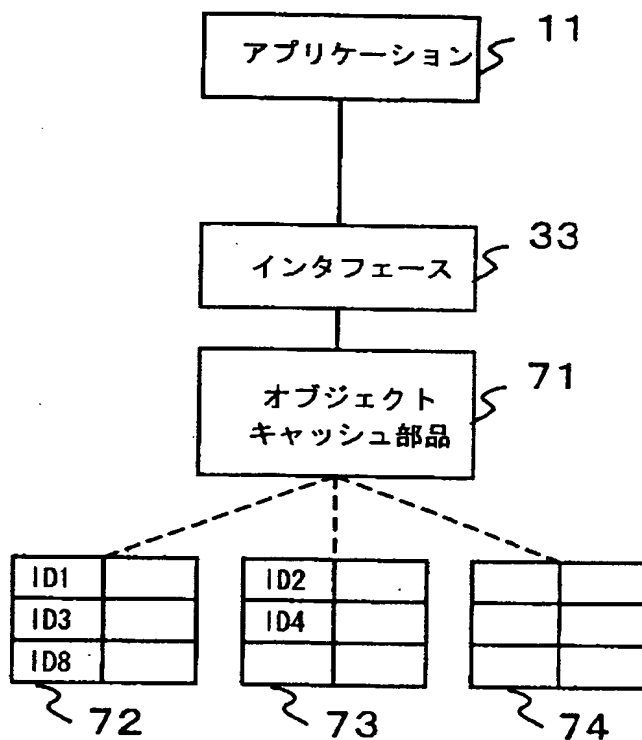 アプリケーション
11
インタフェース
33
オブジェクト
キャッシュ部品
71
ID1
ID3
ID8
ID2
ID4
72
73
74